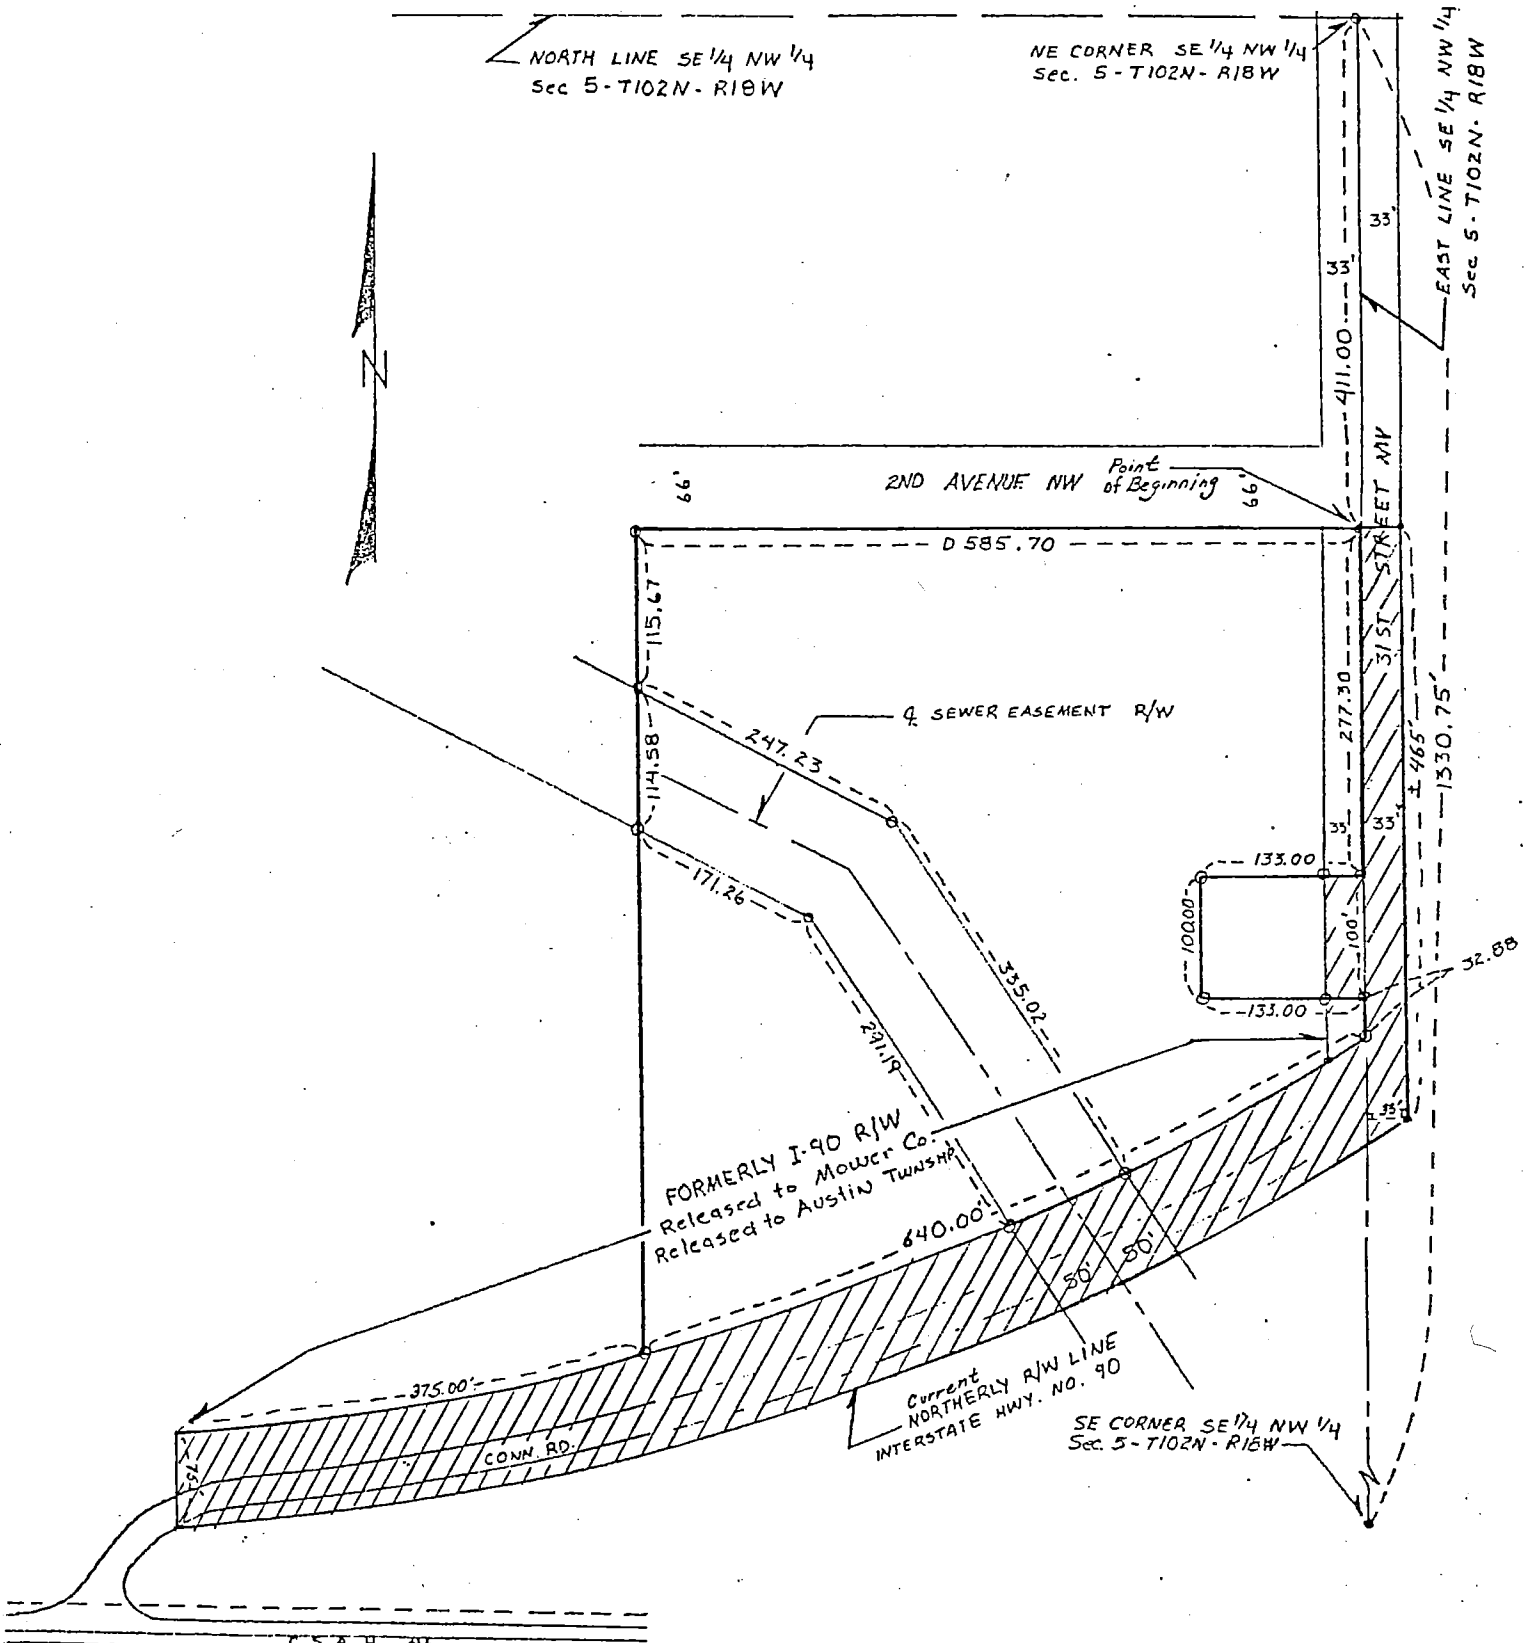 NORTH LINE SE 1/4 NW 1/4
Sec 5-T102N-R18W
NE CORNER SE 1/4 NW 1/4
Sec. 5-T102N-R18W
EAST LINE SE 1/4 NW 1/4
Sec 5-T102N-R18W
N
33'
33'
411.00
66'
2ND AVENUE NW
Point
of Beginning
66'
31ST STREET NW
D 585.70
115.67
114.58
℄ SEWER EASEMENT R/W
247.23
171.26
277.30
33'
33'
± 465'
1330.75'
133.00
100.00
100'
133.00
32.88
335.02
291.19
33'
FORMERLY I-90 R/W
Released to Mower Co.
Released to Austin TWNSHP
640.00'
50'
50'
375.00'
75'
CONN. RD.
Current
NORTHERLY R/W LINE
INTERSTATE HWY. NO. 90
SE CORNER SE 1/4 NW 1/4
Sec. 5-T102N-R18W